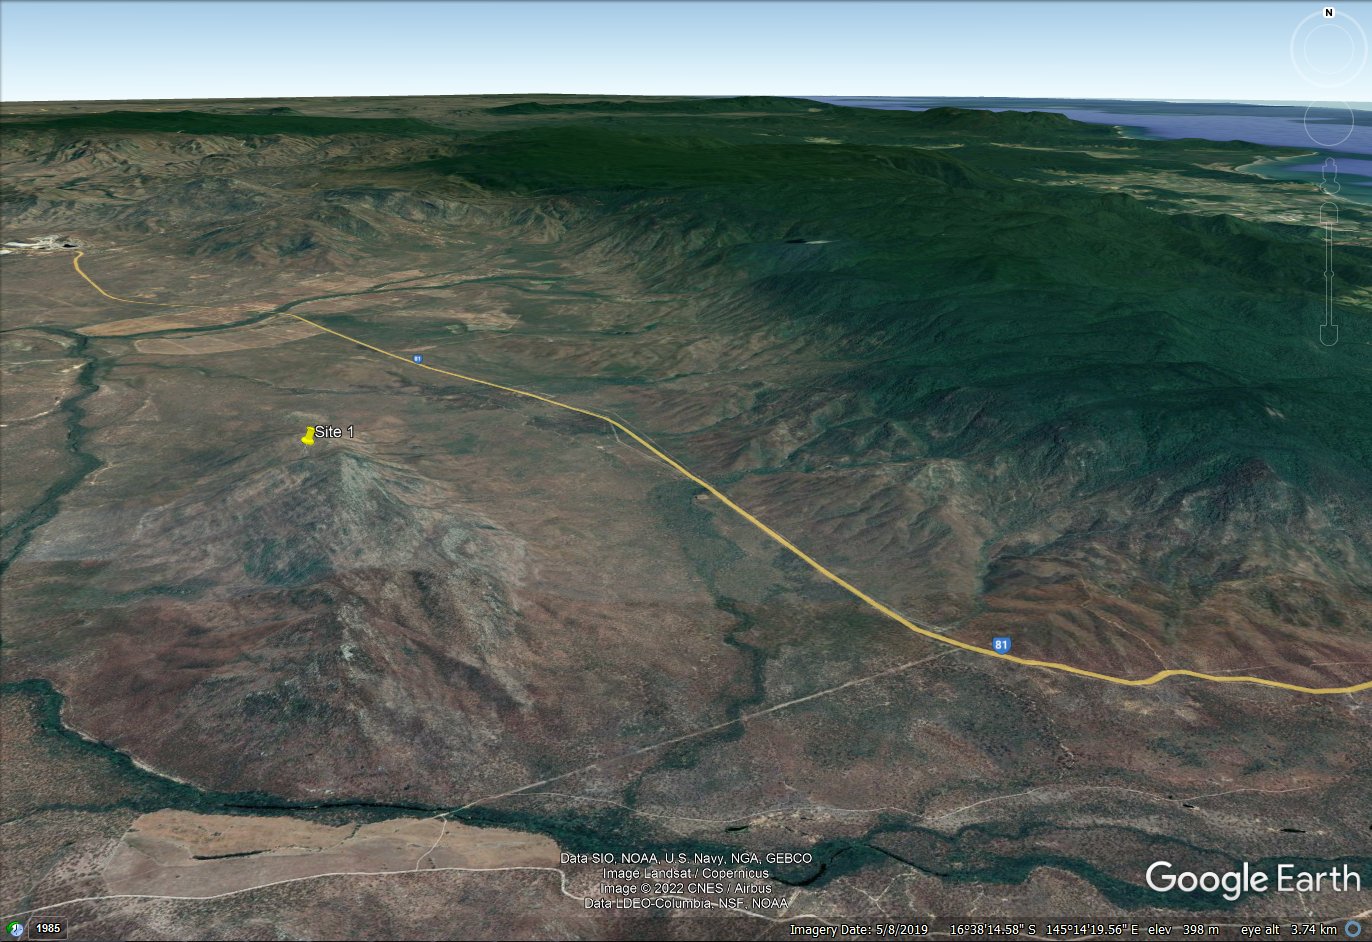 N
81
Site 1
81
Data SIO, NOAA, U.S. Navy, NGA, GEBCO
Image Landsat / Copernicus
Image © 2022 CNES / Airbus
Data LDEO-Columbia, NSF, NOAA
Google Earth
1985
Imagery Date: 5/8/2019 16°38'14.58" S 145°14'19.56" E elev 398 m eye alt 3.74 km